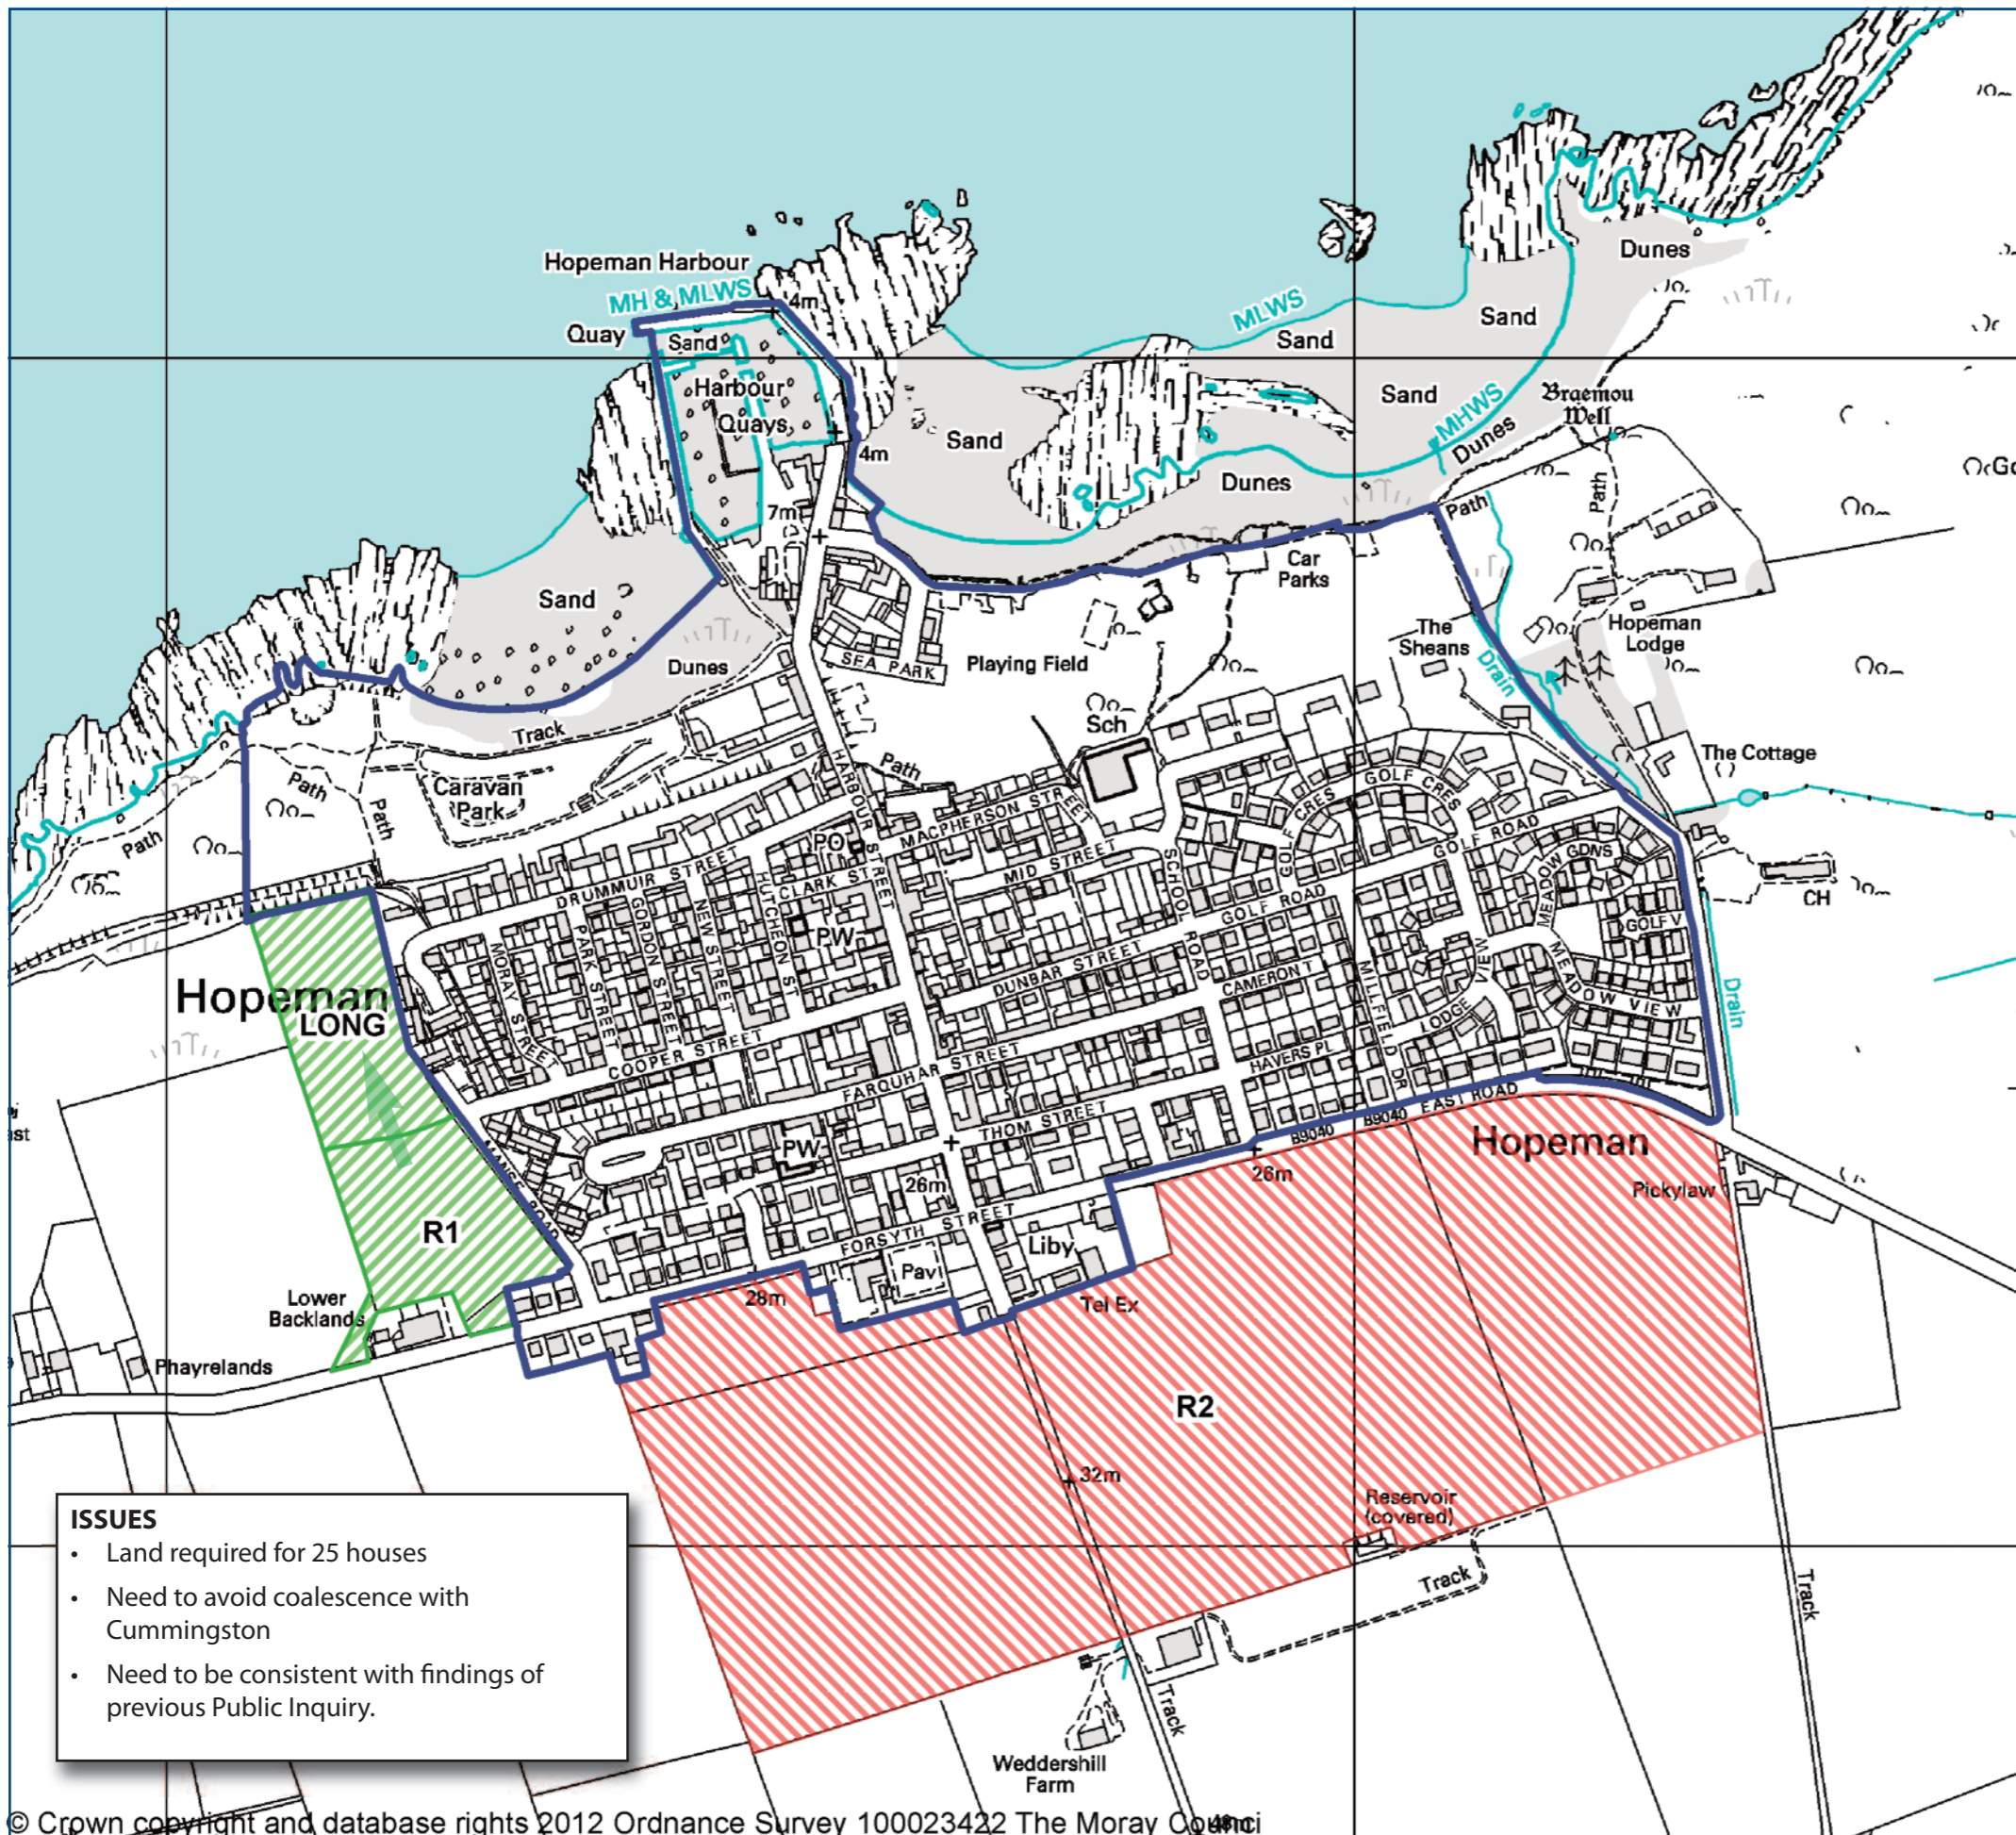 Dunes
Hopeman Harbour
MH & MLWS
4m
MLWS
Quay
Sand
Sand
Sand
Harbour
Quays
Sand
Braemou
Well
MHWS
Sand
Dunes
4m
Dunes
Path
Path
7m
Car
Parks
Sand
The
Sheans
Hopeman
Lodge
Dunes
SEA PARK
Playing Field
Drain
Sch
Track
The Cottage
Path
Caravan
Park
Path
HARBOUR STREET
Path
GOLF CRES
GOLF CRES
MACPHERSON STREET
GOLF ROAD
Path
PO
MID STREET
MEADOW GDNS
DRUMMUIR STREET
CLARK ST
HUTCHEON ST
SCHOOL ROAD
GOLF ROAD
CH
GORDON STREET
NEW STREET
PW
GOLF V
PARK STREET
MORAY STREET
DUNBAR STREET
CAMERON T
MILLFIELD DR
LODGE VIEW
MEADOW VIEW
Hopeman
LONG
Drain
COOPER STREET
FARQUHAR STREET
HAVERS PL
THOM STREET
B9040
B9040
EAST ROAD
Hopeman
PW
MANSE ROAD
26m
26m
Pickylaw
R1
FORSYTH STREET
Liby
Pav
Lower
Backlands
28m
Tel Ex
Phayrelands
R2
32m
Reservoir
(covered)
Track
Track
Track
Weddershill
Farm
ISSUES
• Land required for 25 houses
• Need to avoid coalescence with
Cummingston
• Need to be consistent with findings of
previous Public Inquiry.
© Crown copyright and database rights 2012 Ordnance Survey 100023422 The Moray Counci